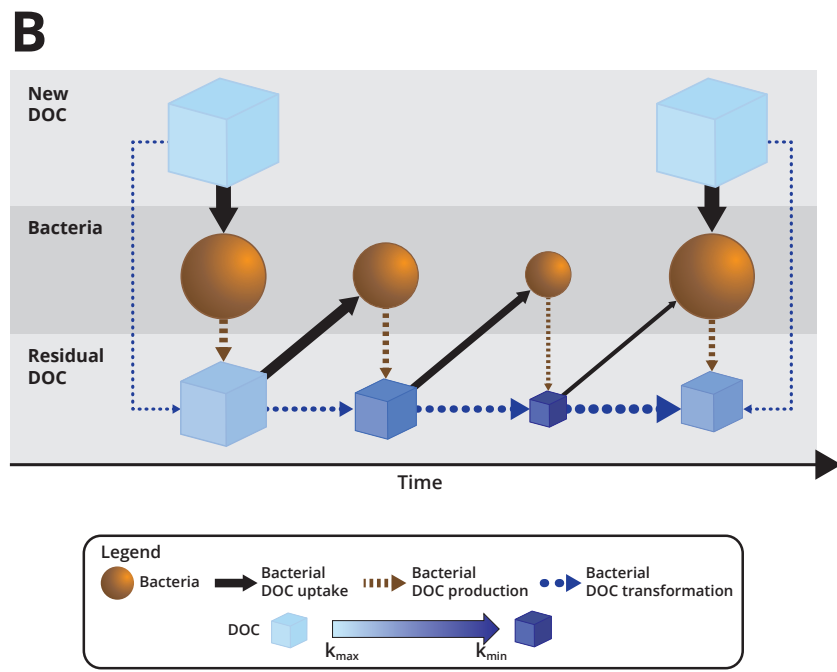 B
New
DOC
Bacteria
Residual
DOC
Time
Legend
Bacteria
Bacterial
DOC uptake
Bacterial
DOC production
Bacterial
DOC transformation
DOC
kmax
kmin